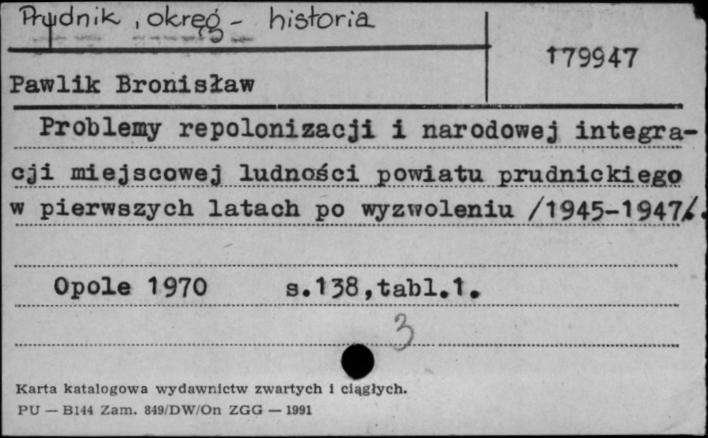 Prudnik, okręg - historia
179947
Pawlik Bronisław
Problemy repolonizacji i narodowej integra-
cji miejscowej ludności powiatu prudnickiego
w pierwszych latach po wyzwoleniu /1945-1947/.
Opole 1970 s.138,tabl.1.
3
Karta katalogowa wydawnictw zwartych i ciągłych.
PU — B144 Zam. 849/DW/On ZGG — 1991